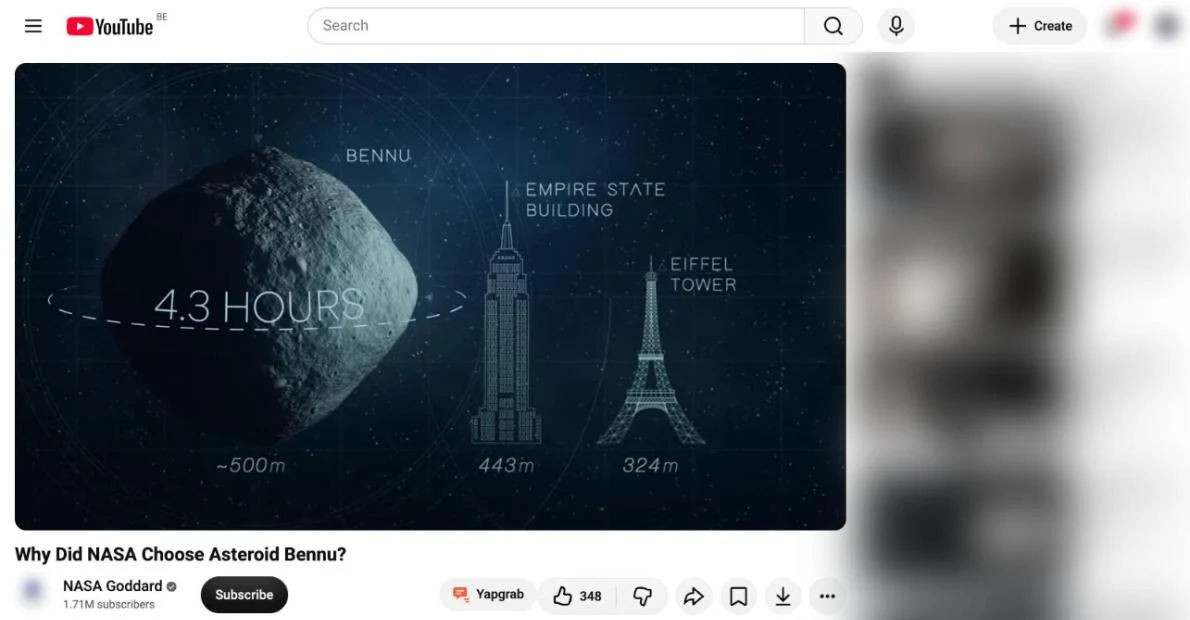 YouTube BE
Search
Create
BENNU
EMPIRE STATE
BUILDING
EIFFEL
TOWER
4.3 HOURS
~500m
443m
324m
Why Did NASA Choose Asteroid Bennu?
NASA Goddard
1.71M subscribers
Subscribe
Yapgrab
348